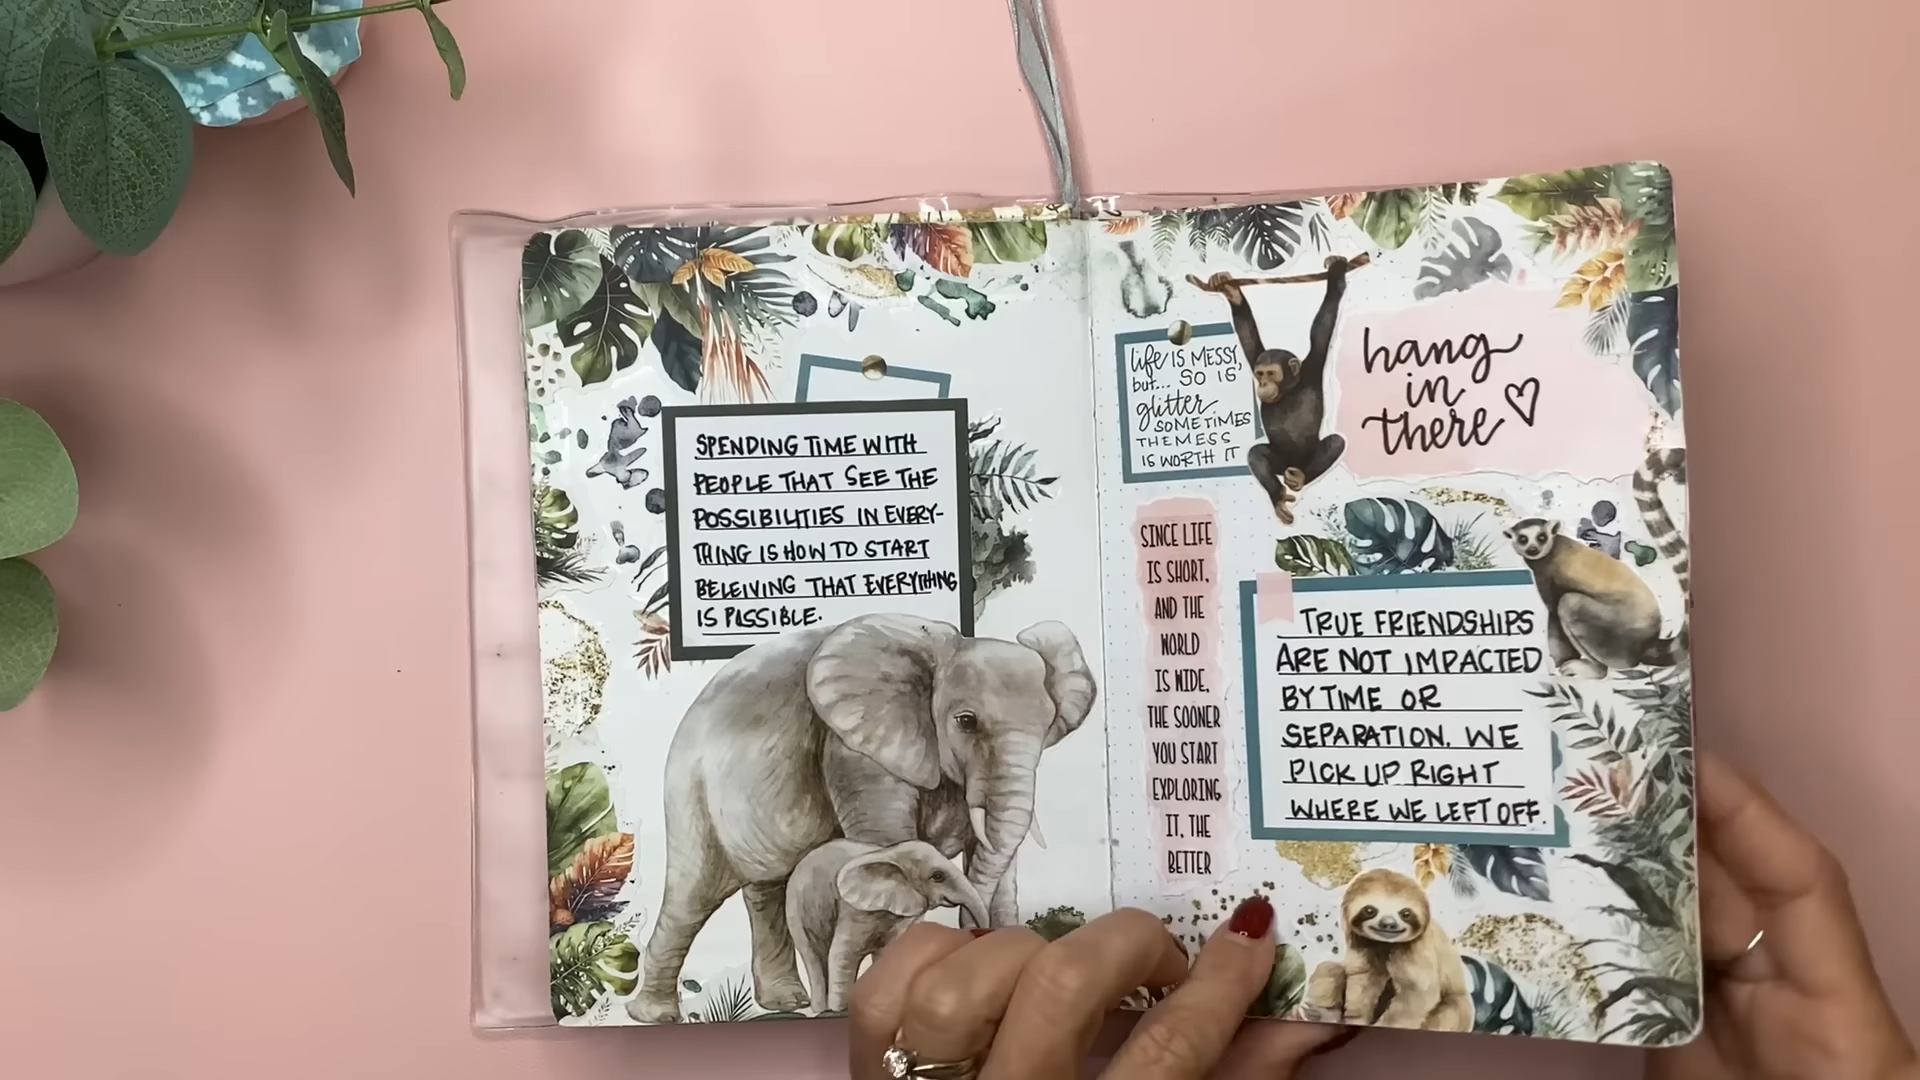 SPENDING TIME WITH
PEOPLE THAT SEE THE
POSSIBILITIES IN EVERY-
THING IS HOW TO START
BELEIVING THAT EVERYTHING
IS POSSIBLE.
life IS MESSY,
but... SO IS
glitter
SOMETIMES
THE MESS
IS WORTH IT
hang
in
there
SINCE LIFE
IS SHORT,
AND THE
WORLD
IS WIDE,
THE SOONER
YOU START
EXPLORING
IT, THE
BETTER
TRUE FRIENDSHIPS
ARE NOT IMPACTED
BY TIME OR
SEPARATION. WE
PICK UP RIGHT
WHERE WE LEFT OFF.